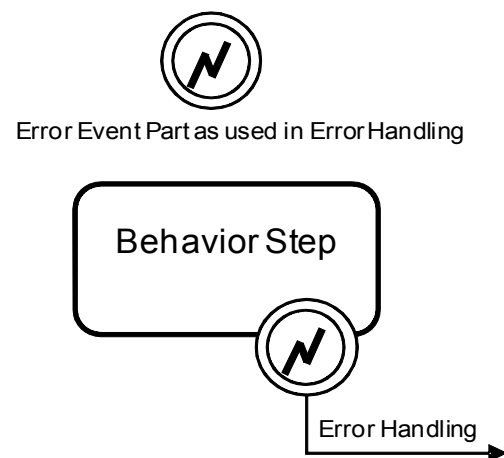 Error Event Part as used in Error Handling
Behavior Step
Error Handling